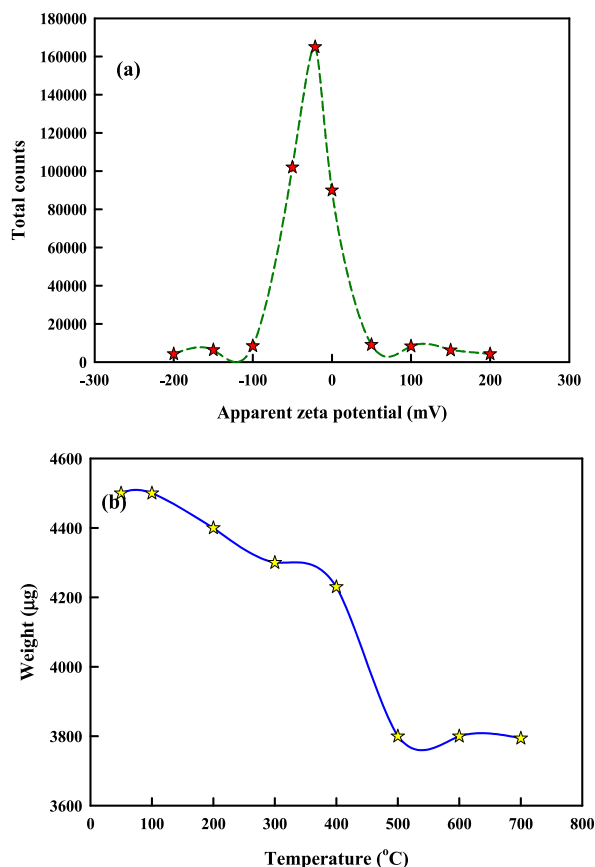 (a)
Total counts
180000
160000
140000
120000
100000
80000
60000
40000
20000
0
-300 -200 -100 0 100 200 300
Apparent zeta potential (mV)
(b)
Weight (µg)
4600
4400
4200
4000
3800
3600
0 100 200 300 400 500 600 700 800
Temperature (°C)